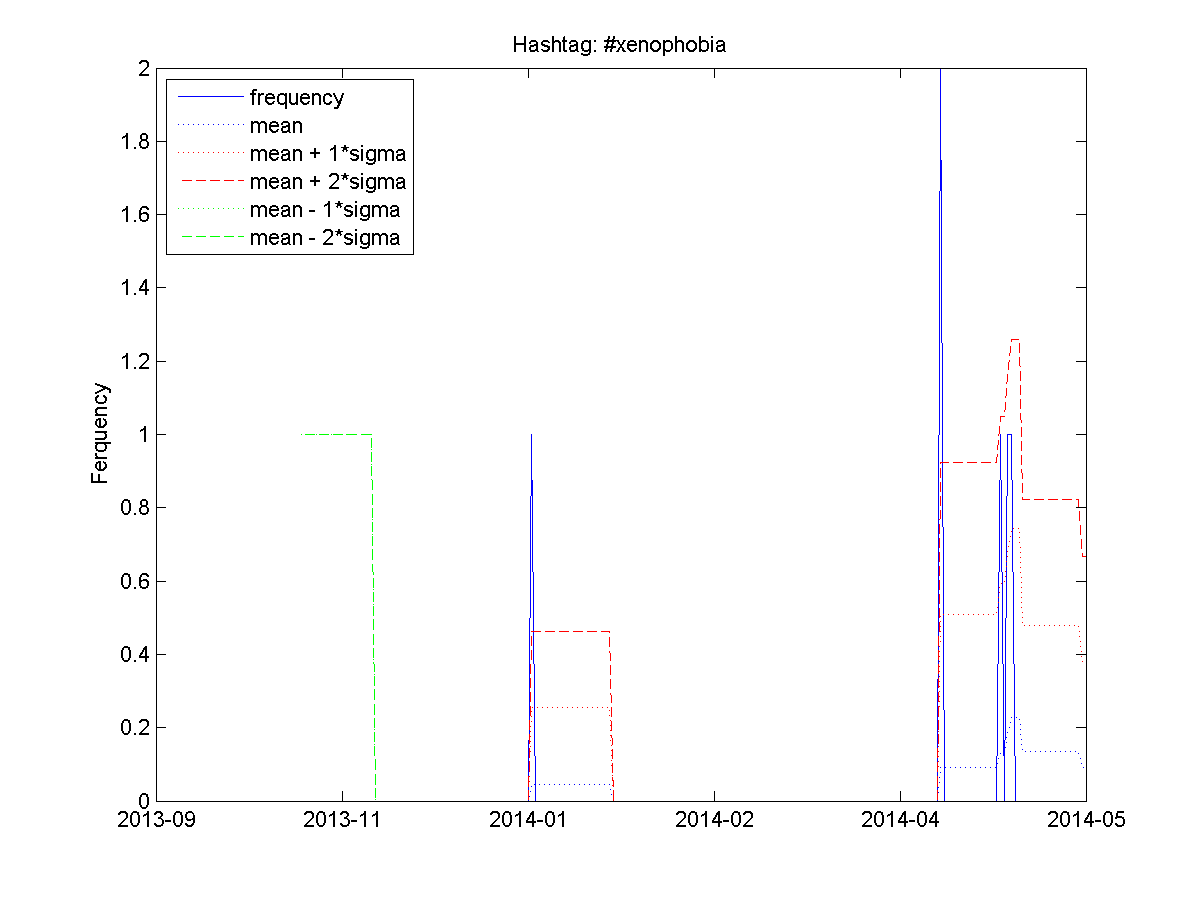 Hashtag: #xenophobia
2
1.8
1.6
1.4
1.2
1
0.8
0.6
0.4
0.2
0
Ferquency
frequency
mean
mean + 1*sigma
mean + 2*sigma
mean - 1*sigma
mean - 2*sigma
2013-09 2013-11 2014-01 2014-02 2014-04 2014-05